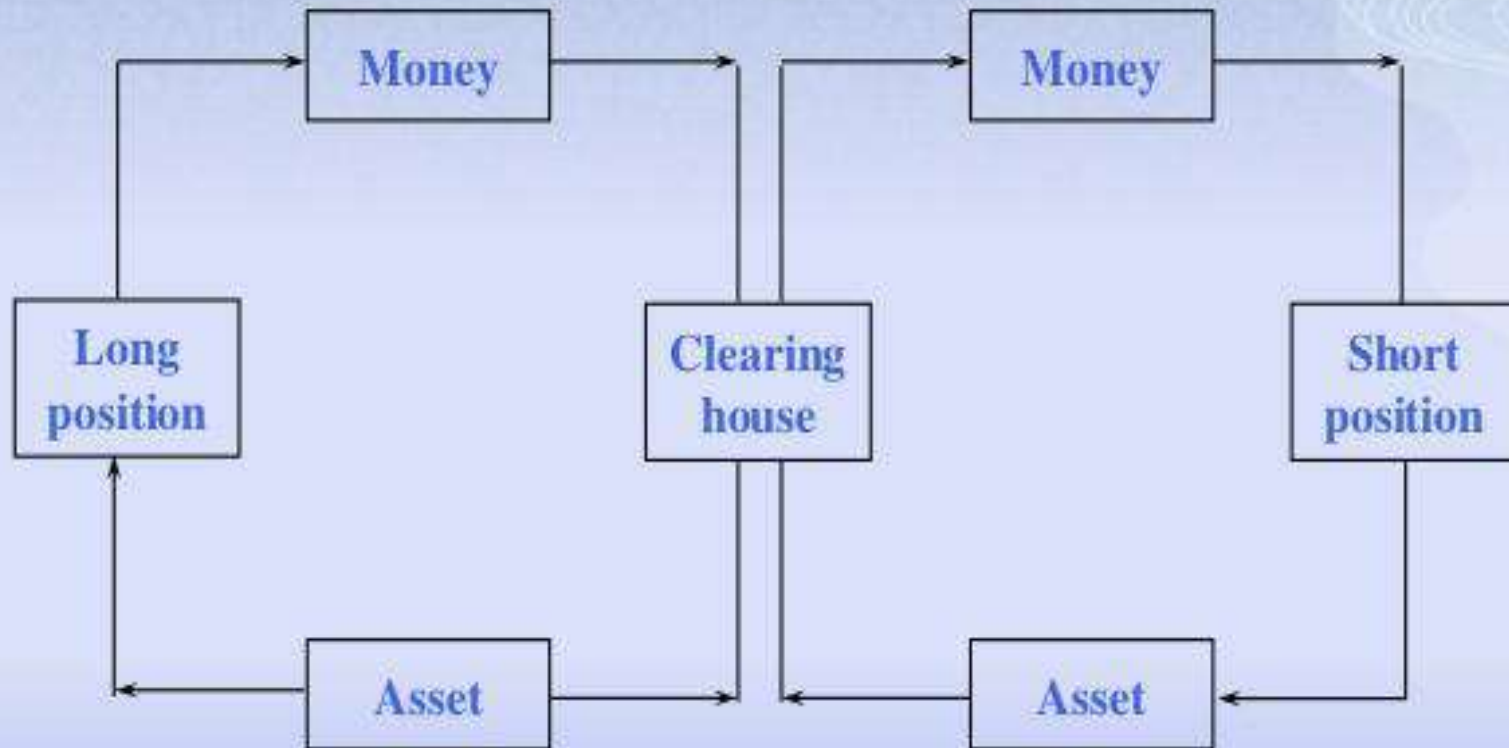 Money
Money
Long
position
Clearing
house
Short
position
Asset
Asset